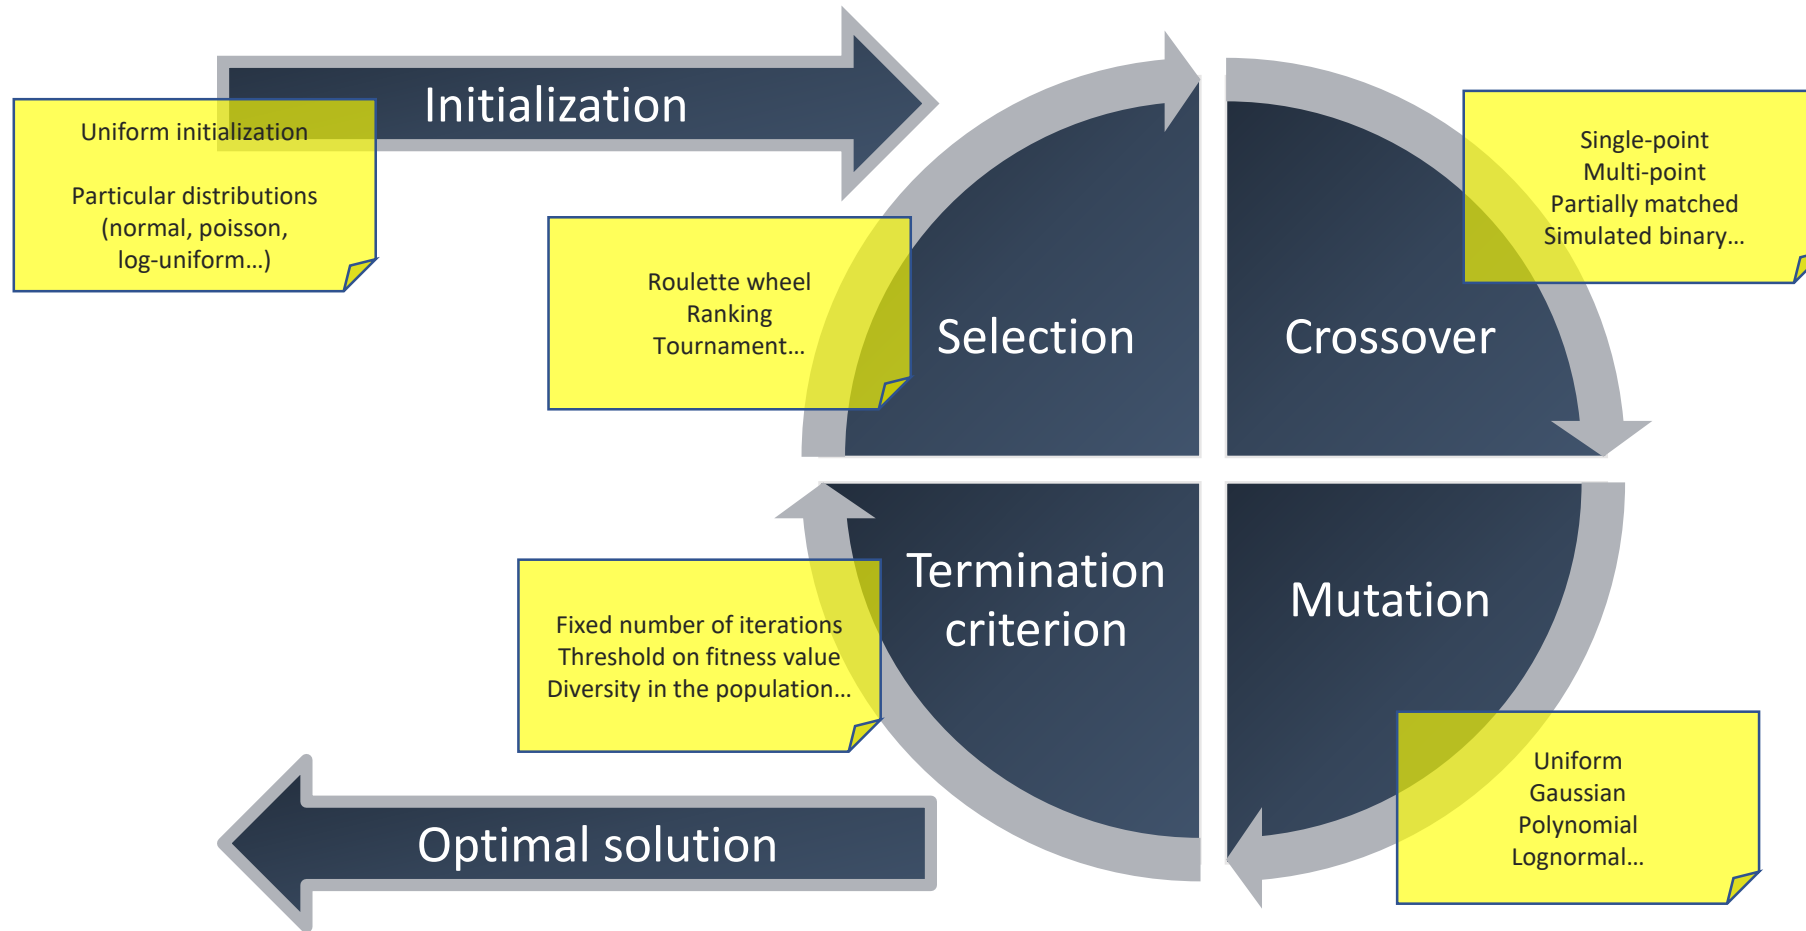 Initialization
Uniform initialization
Particular distributions
(normal, poisson,
log-uniform…)
Roulette wheel
Ranking
Tournament…
Selection
Crossover
Single-point
Multi-point
Partially matched
Simulated binary…
Termination
criterion
Fixed number of iterations
Threshold on fitness value
Diversity in the population…
Mutation
Uniform
Gaussian
Polynomial
Lognormal…
Optimal solution